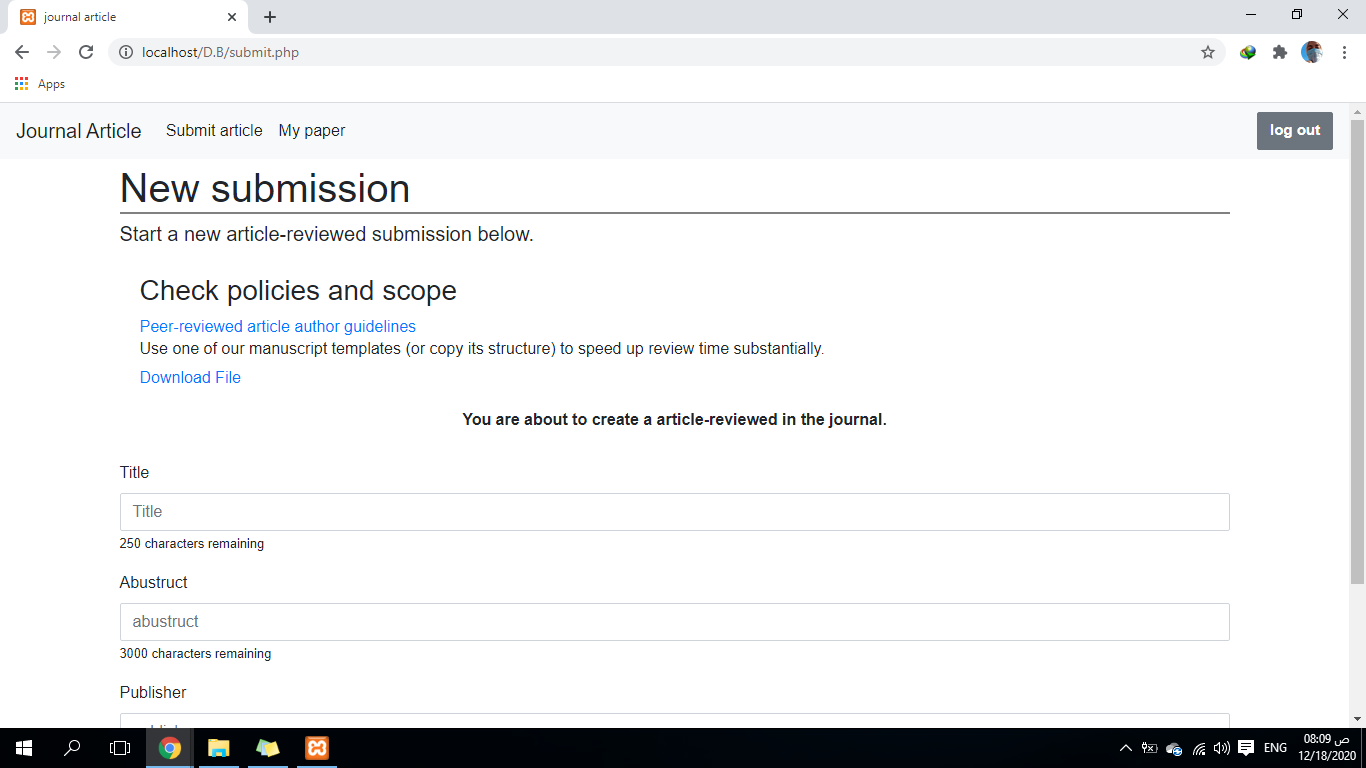 journal article
localhost/D.B/submit.php
Apps
Journal Article Submit article My paper log out
New submission
Start a new article-reviewed submission below.
Check policies and scope
Peer-reviewed article author guidelines
Use one of our manuscript templates (or copy its structure) to speed up review time substantially.
Download File
You are about to create a article-reviewed in the journal.
Title
Title
250 characters remaining
Abustruct
abustruct
3000 characters remaining
Publisher
ENG
08:09 ص
12/18/2020